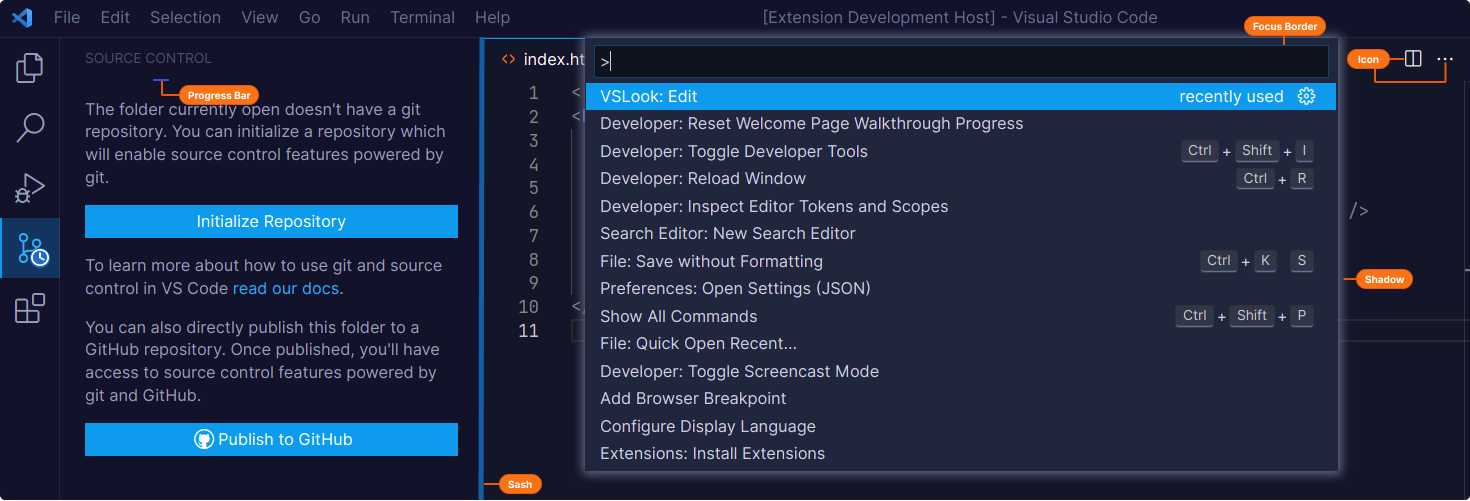 File Edit Selection View Go Run Terminal Help [Extension Development Host] - Visual Studio Code
Focus Border
SOURCE CONTROL
Progress Bar
The folder currently open doesn't have a git
repository. You can initialize a repository which
will enable source control features powered by
git.
Initialize Repository
To learn more about how to use git and source
control in VS Code read our docs.
You can also directly publish this folder to a
GitHub repository. Once published, you'll have
access to source control features powered by
git and GitHub.
Publish to GitHub
<> index.ht
Icon
...
>
1 <
2 <
3
4
5
6 />
7
8
9
10 </
11
VSLook: Edit recently used
Developer: Reset Welcome Page Walkthrough Progress
Developer: Toggle Developer Tools Ctrl + Shift + I
Developer: Reload Window Ctrl + R
Developer: Inspect Editor Tokens and Scopes
Search Editor: New Search Editor
File: Save without Formatting Ctrl + K S
Preferences: Open Settings (JSON)
Show All Commands Ctrl + Shift + P
File: Quick Open Recent...
Developer: Toggle Screencast Mode
Add Browser Breakpoint
Configure Display Language
Extensions: Install Extensions
Shadow
Sash